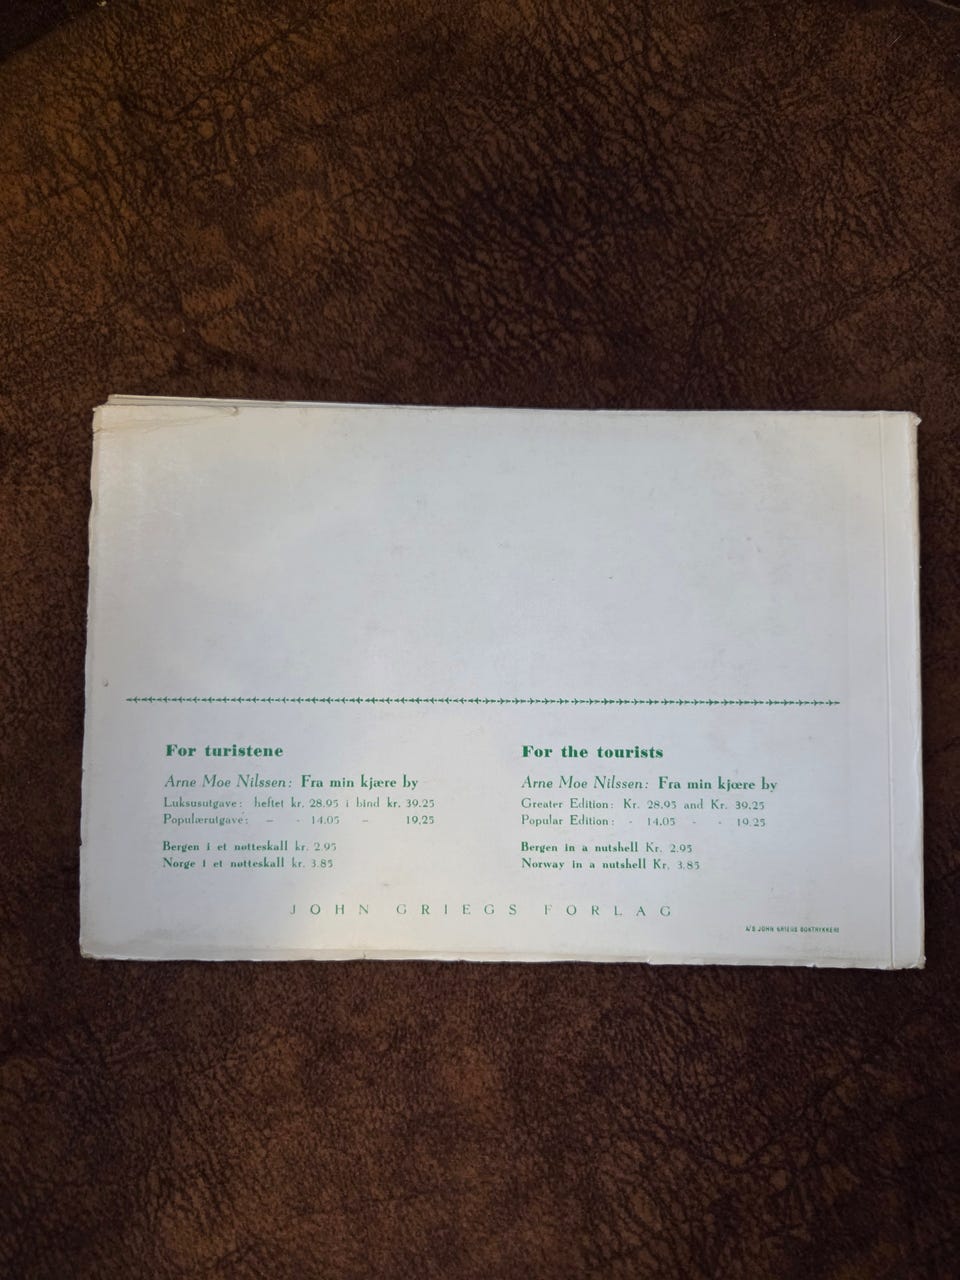 For turistene
Arne Moe Nilssen: Fra min kjære by
Luksusutgave: heftet kr. 28.95 i bind kr. 39.25
Populærutgave: – - 14.05 – 19,25
Bergen i et nøtteskall kr. 2.95
Norge i et nøtteskall kr. 3.85
For the tourists
Arne Moe Nilssen: Fra min kjære by
Greater Edition: Kr. 28.95 and Kr. 39.25
Popular Edition: - 14.05 - - 19.25
Bergen in a nutshell Kr. 2.95
Norway in a nutshell Kr. 3.85
JOHN GRIEGS FORLAG
A/S JOHN GRIEGS BOKTRYKKERI